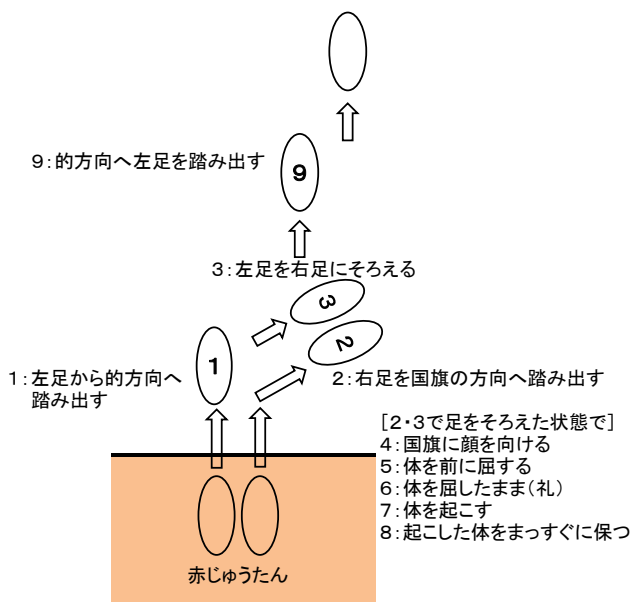 9:的方向へ左足を踏み出す
9
3:左足を右足にそろえる
3
2
1
1:左足から的方向へ
踏み出す
2:右足を国旗の方向へ踏み出す
[2・3で足をそろえた状態で]
4:国旗に顔を向ける
5:体を前に屈する
6:体を屈したまま(礼)
7:体を起こす
8:起こした体をまっすぐに保つ
赤じゅうたん